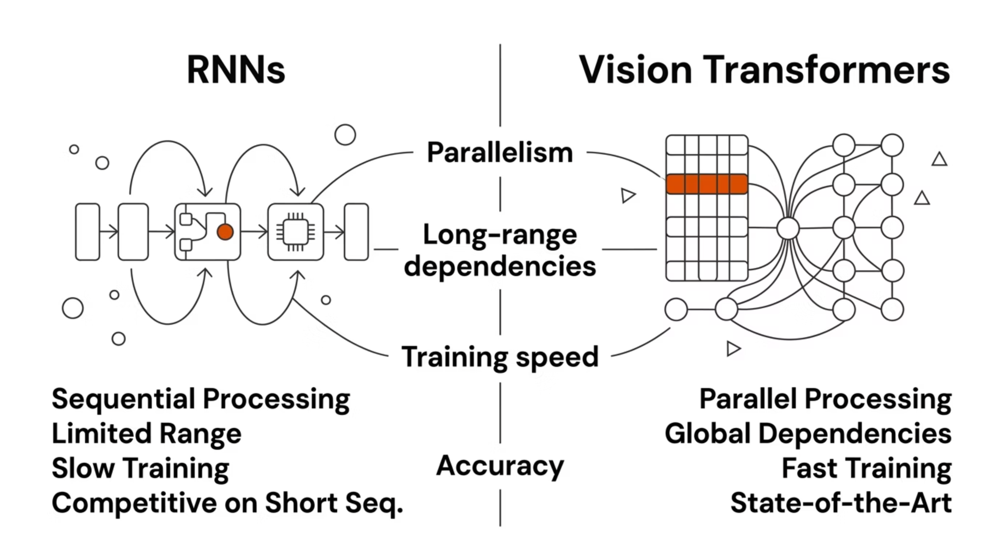 RNNs
Vision Transformers
Parallelism
Long-range
dependencies
Training speed
Accuracy
Sequential Processing
Limited Range
Slow Training
Competitive on Short Seq.
Parallel Processing
Global Dependencies
Fast Training
State-of-the-Art